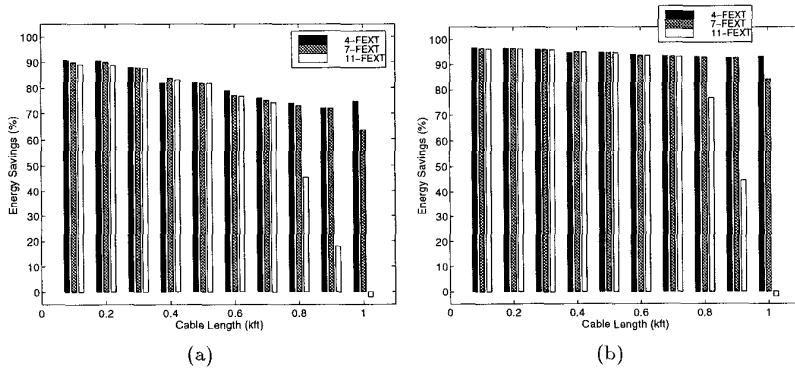 4-FEXT
7-FEXT
11-FEXT
100
90
80
70
60
50
40
30
20
10
0
Energy Savings (%)
0 0.2 0.4 0.6 0.8 1
Cable Length (kft)
(a)
4-FEXT
7-FEXT
11-FEXT
100
90
80
70
60
50
40
30
20
10
0
Energy Savings (%)
0 0.2 0.4 0.6 0.8 1
Cable Length (kft)
(b)